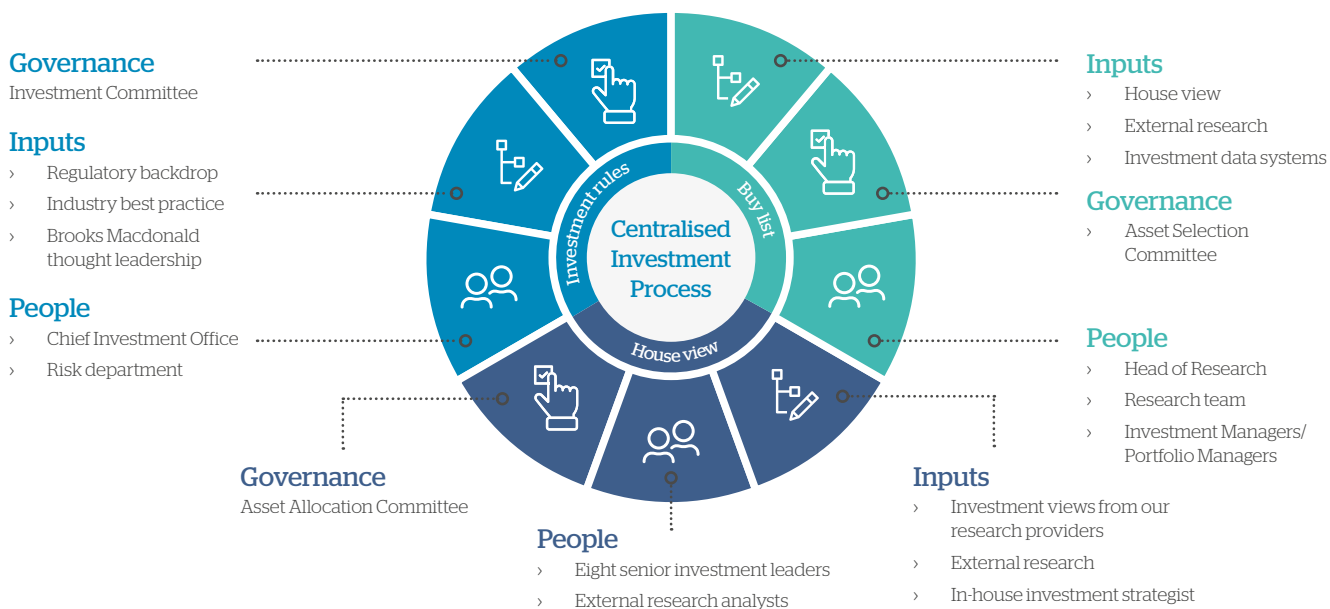 Governance
Investment Committee
Inputs
› Regulatory backdrop
› Industry best practice
› Brooks Macdonald
thought leadership
People
› Chief Investment Office
› Risk department
Investment rules
Buy list
House view
Centralised
Investment
Process
Inputs
› House view
› External research
› Investment data systems
Governance
› Asset Selection
Committee
People
› Head of Research
› Research team
› Investment Managers/
Portfolio Managers
Governance
Asset Allocation Committee
People
› Eight senior investment leaders
› External research analysts
Inputs
› Investment views from our
research providers
› External research
› In-house investment strategist